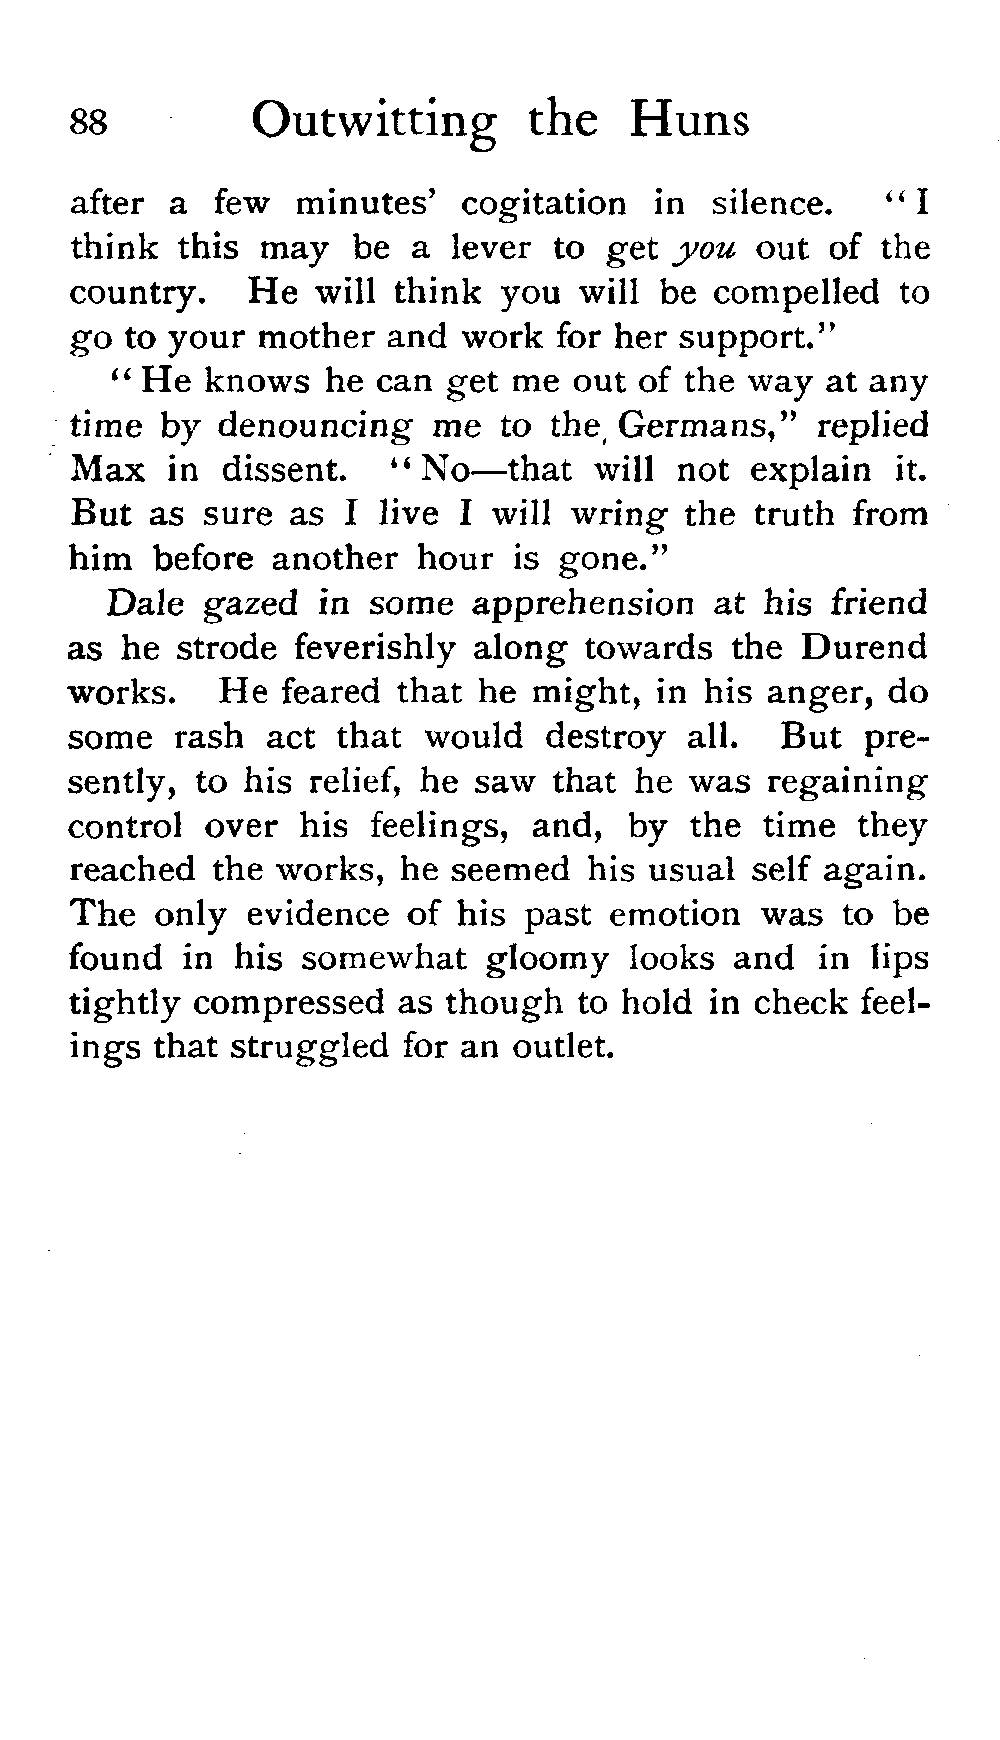 88 Outwitting the Huns
after a few minutes' cogitation in silence. "I
think this may be a lever to get you out of the
country. He will think you will be compelled to
go to your mother and work for her support."
"He knows he can get me out of the way at any
time by denouncing me to the Germans," replied
Max in dissent. "No—that will not explain it.
But as sure as I live I will wring the truth from
him before another hour is gone."
Dale gazed in some apprehension at his friend
as he strode feverishly along towards the Durend
works. He feared that he might, in his anger, do
some rash act that would destroy all. But pre-
sently, to his relief, he saw that he was regaining
control over his feelings, and, by the time they
reached the works, he seemed his usual self again.
The only evidence of his past emotion was to be
found in his somewhat gloomy looks and in lips
tightly compressed as though to hold in check feel-
ings that struggled for an outlet.